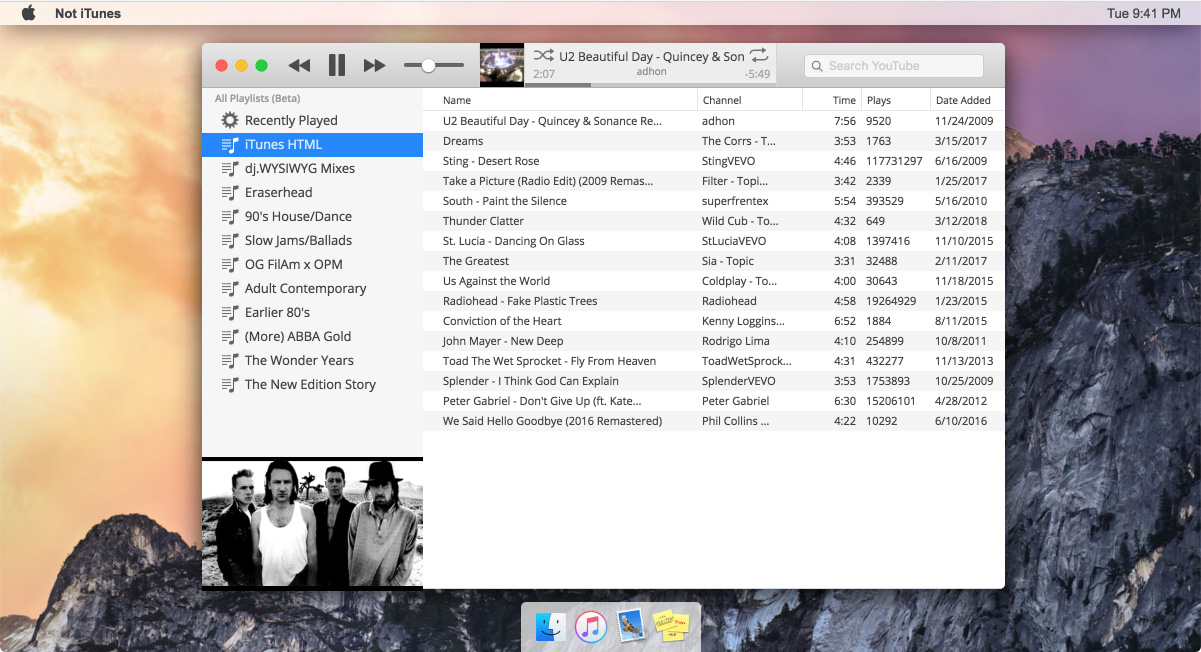 Not iTunes
Tue 9:41 PM
U2 Beautiful Day - Quincey & Son
2:07 adhon -5:49
Search YouTube
All Playlists (Beta)
Recently Played
iTunes HTML
dj.WYSIWYG Mixes
Eraserhead
90's House/Dance
Slow Jams/Ballads
OG FilAm x OPM
Adult Contemporary
Earlier 80's
(More) ABBA Gold
The Wonder Years
The New Edition Story
Name Channel Time Plays Date Added
U2 Beautiful Day - Quincey & Sonance Re... adhon 7:56 9520 11/24/2009
Dreams The Corrs - T... 3:53 1763 3/15/2017
Sting - Desert Rose StingVEVO 4:46 117731297 6/16/2009
Take a Picture (Radio Edit) (2009 Remas... Filter - Topi... 3:42 2339 1/25/2017
South - Paint the Silence superfrentex 5:54 393529 5/16/2010
Thunder Clatter Wild Cub - To... 4:32 649 3/12/2018
St. Lucia - Dancing On Glass StLuciaVEVO 4:08 1397416 11/10/2015
The Greatest Sia - Topic 3:31 32488 2/11/2017
Us Against the World Coldplay - To... 4:00 30643 11/18/2015
Radiohead - Fake Plastic Trees Radiohead 4:58 19264929 1/23/2015
Conviction of the Heart Kenny Loggins... 6:52 1884 8/11/2015
John Mayer - New Deep Rodrigo Lima 4:10 254899 10/8/2011
Toad The Wet Sprocket - Fly From Heaven ToadWetSprock... 4:31 432277 11/13/2013
Splender - I Think God Can Explain SplenderVEVO 3:53 1753893 10/25/2009
Peter Gabriel - Don't Give Up (ft. Kate... Peter Gabriel 6:30 15206101 4/28/2012
We Said Hello Goodbye (2016 Remastered) Phil Collins ... 4:22 10292 6/10/2016